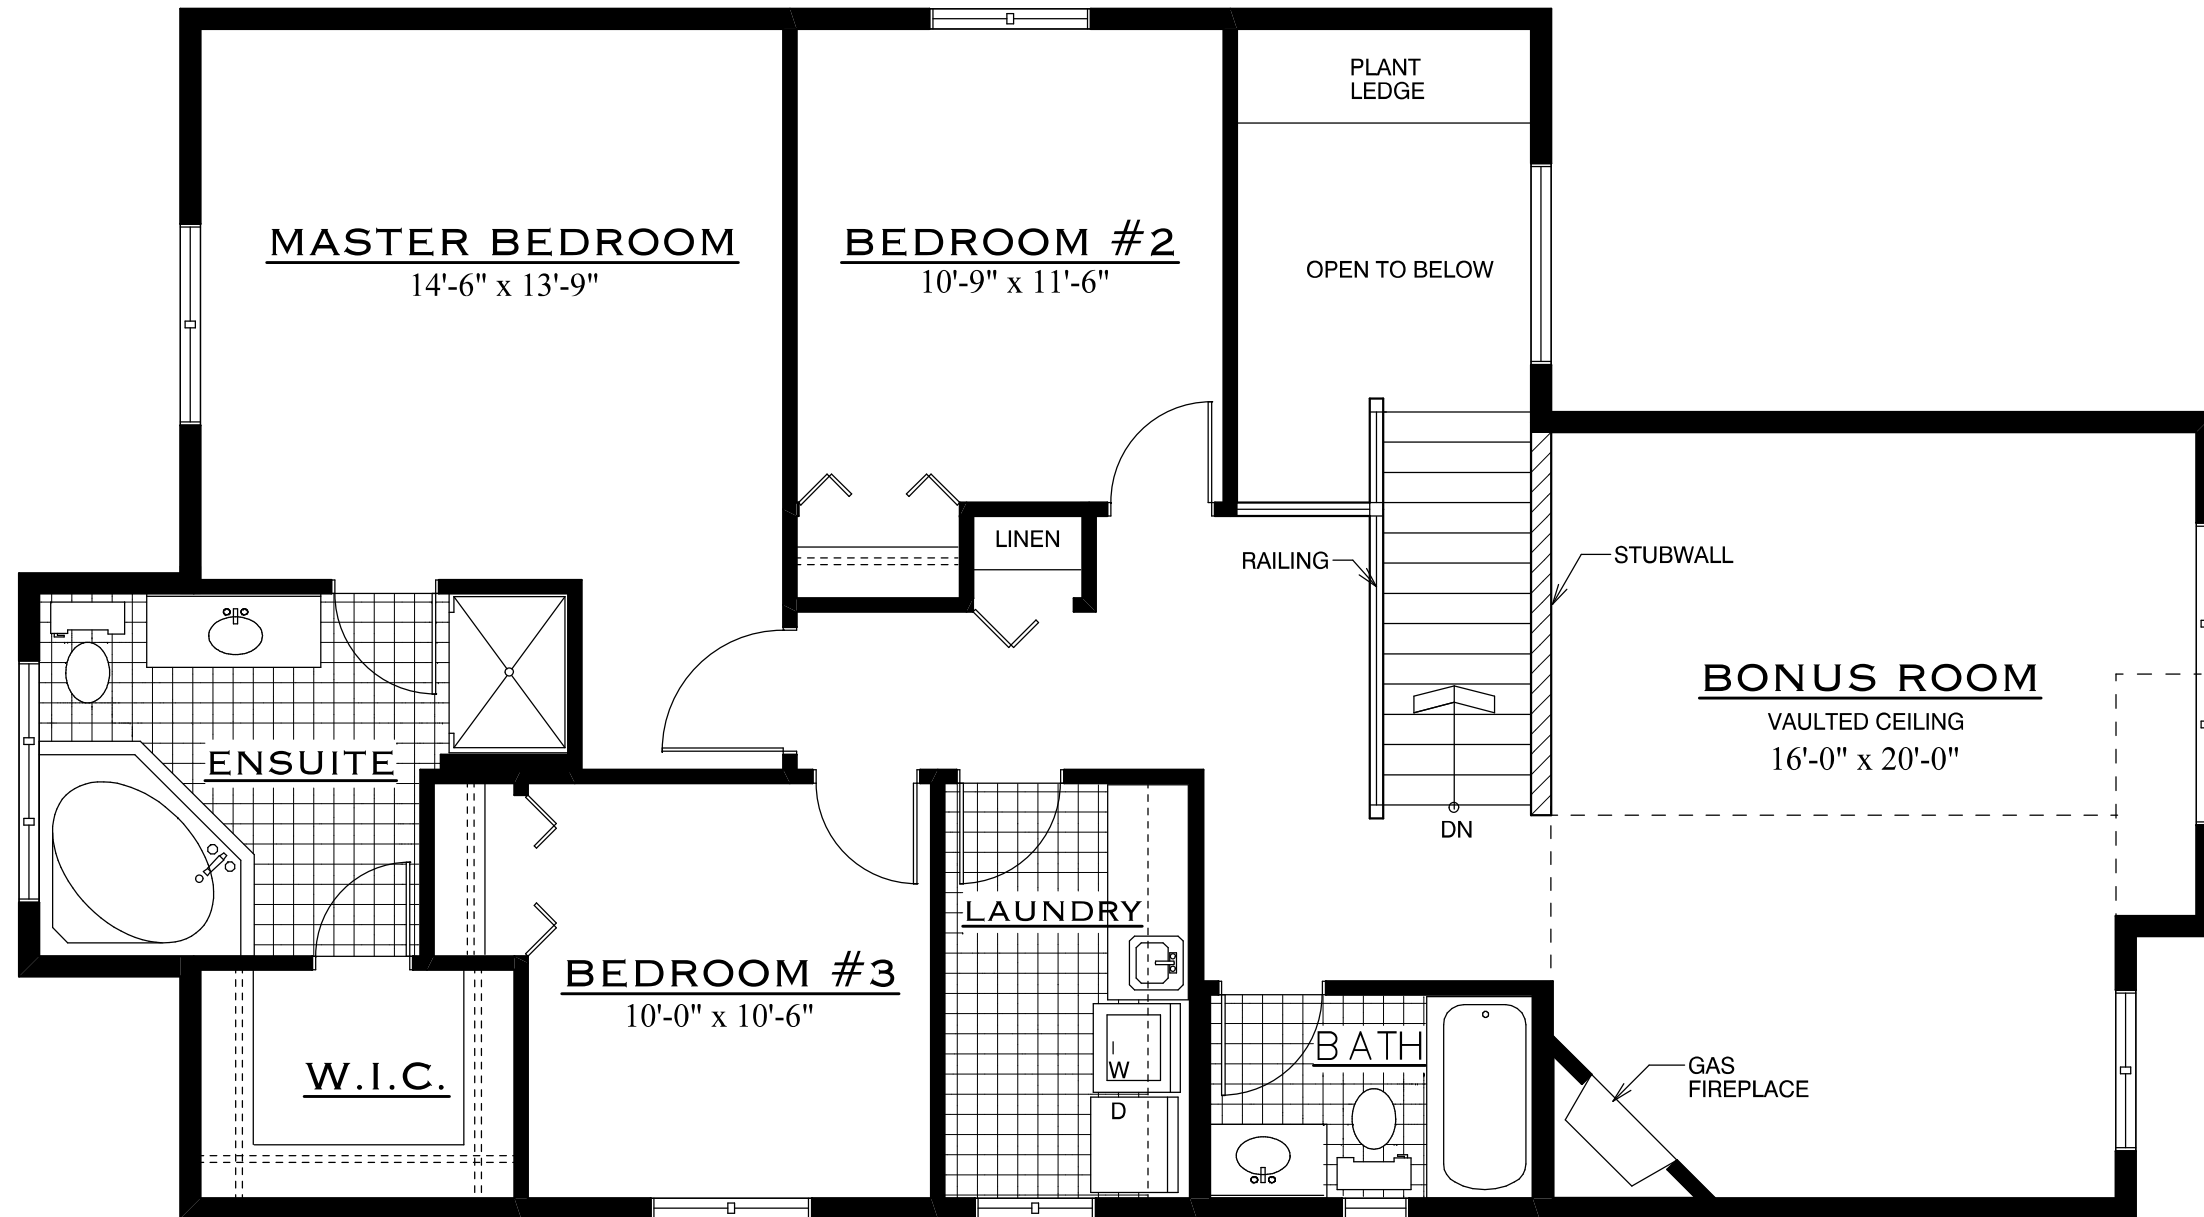 PLANT
LEDGE
MASTER BEDROOM
14'-6" x 13'-9"
BEDROOM #2
10'-9" x 11'-6"
OPEN TO BELOW
LINEN
RAILING
STUBWALL
BONUS ROOM
VAULTED CEILING
16'-0" x 20'-0"
ENSUITE
DN
LAUNDRY
BEDROOM #3
10'-0" x 10'-6"
W.I.C.
BATH
W
D
GAS
FIREPLACE